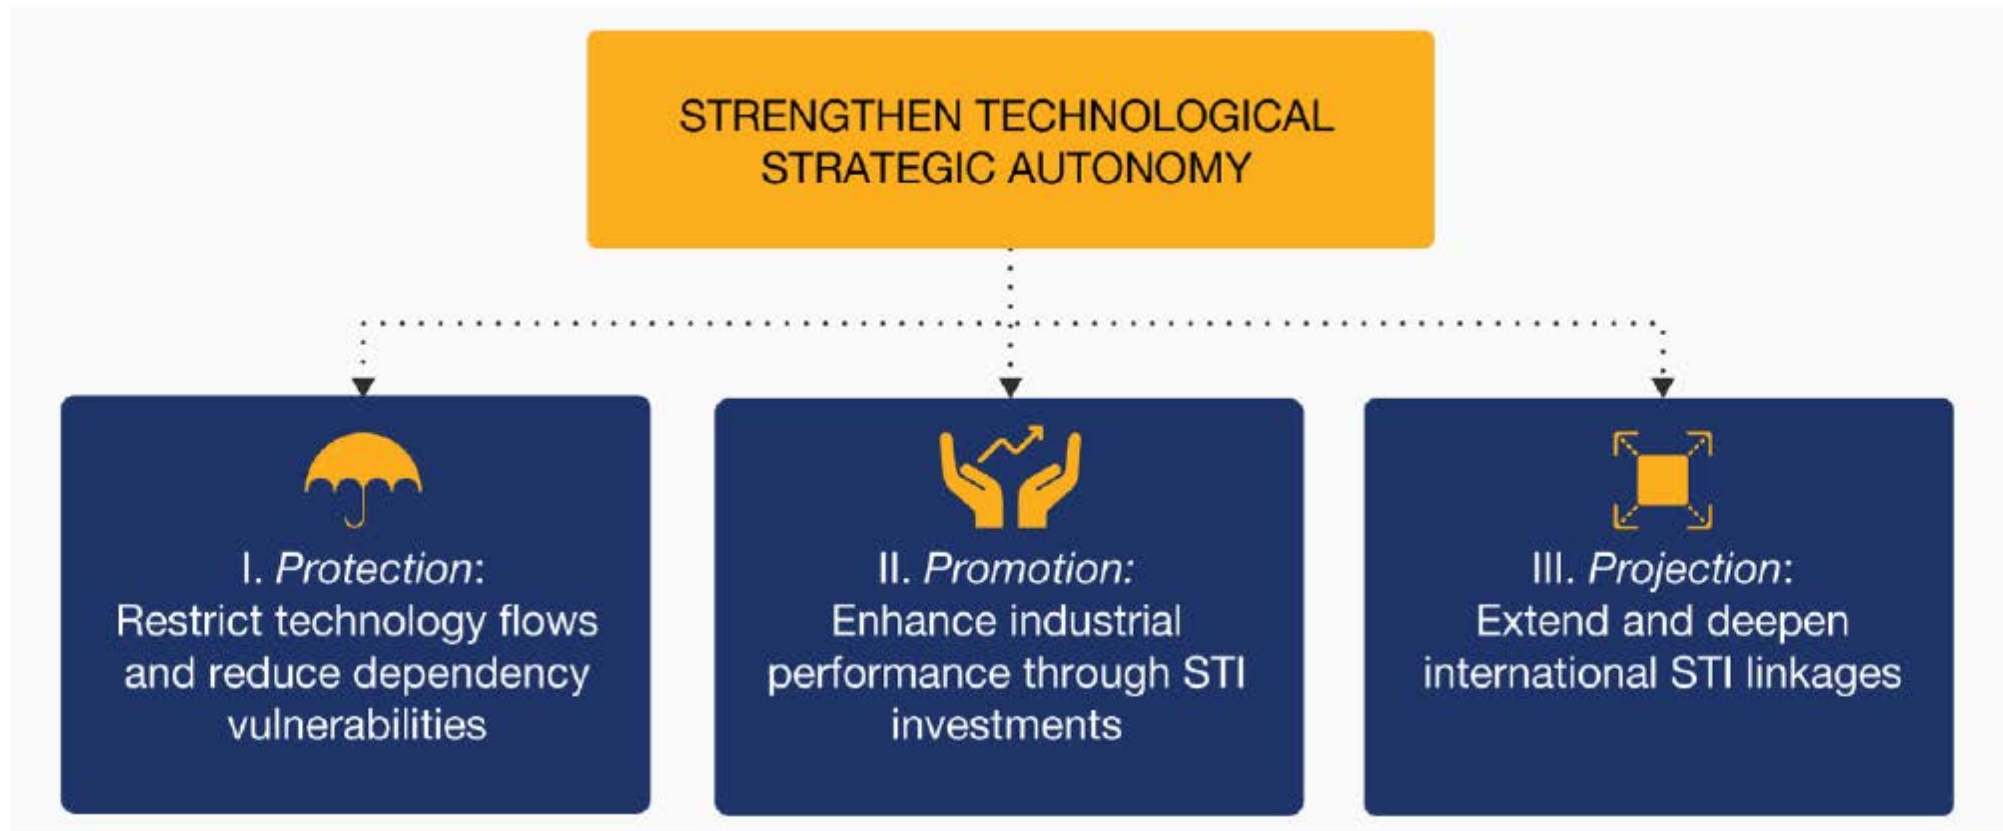 STRENGTHEN TECHNOLOGICAL
STRATEGIC AUTONOMY
I. Protection:
Restrict technology flows
and reduce dependency
vulnerabilities
II. Promotion:
Enhance industrial
performance through STI
investments
III. Projection:
Extend and deepen
international STI linkages